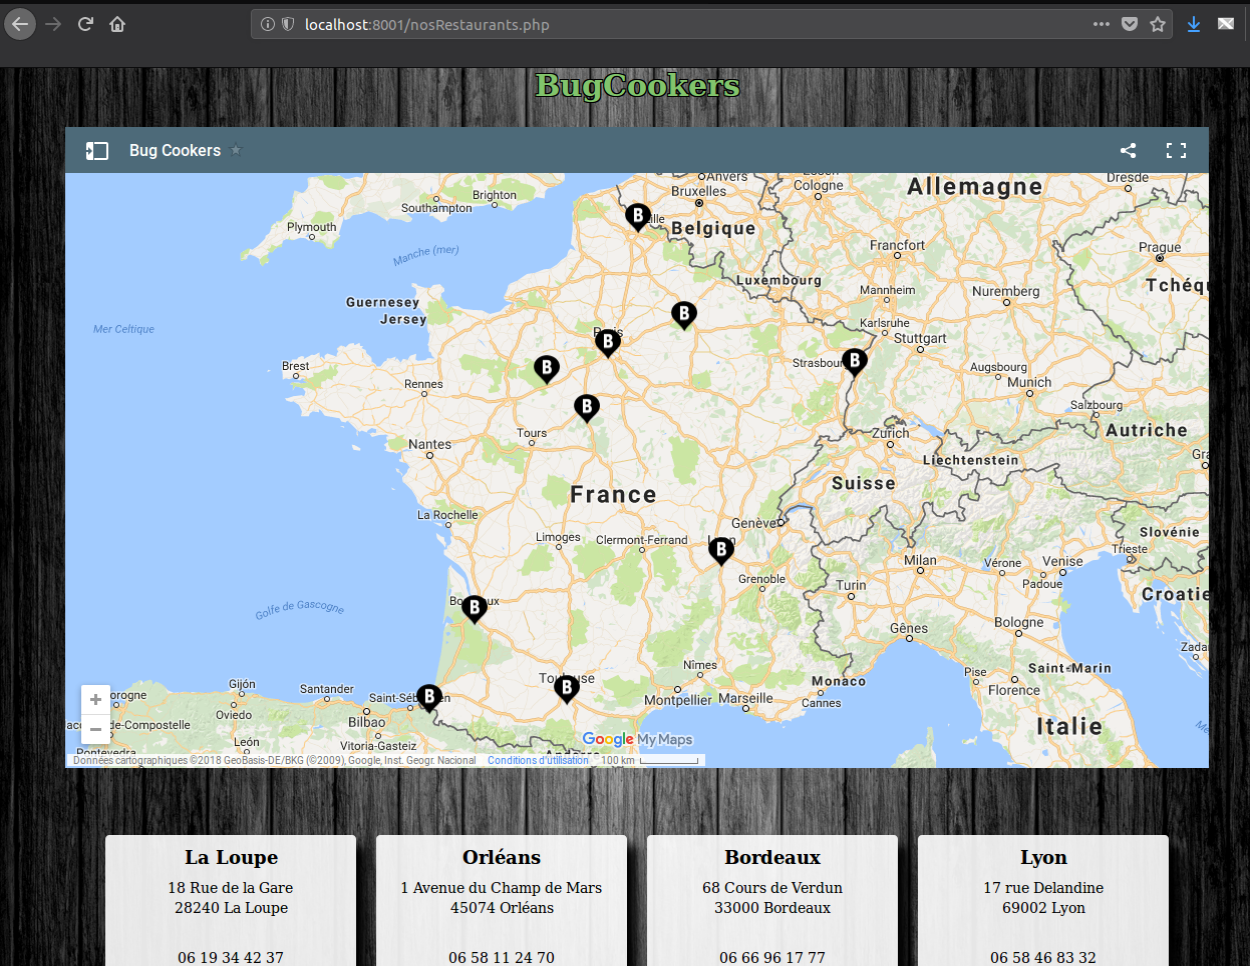 localhost:8001/nosRestaurants.php
BugCookers
Bug Cookers
Anvers
Bruxelles
Cologne
Allemagne
Dresde
Brighton
Southampton
Plymouth
Belgique
Manche (mer)
Francfort
Prague
Luxembourg
Guernesey
Jersey
Mannheim
Nuremberg
Mer Celtique
Karlsruhe
Stuttgart
Brest
Rennes
Strasbourg
Augsbourg
Munich
Salzbourg
Nantes
Tours
Zurich
Autriche
Liechtenstein
France
Suisse
La Rochelle
Genève
Limoges
Clermont-Ferrand
Slovénie
Trieste
Milan
Vérone
Venise
Padoue
Grenoble
Turin
Croatie
Golfe de Gascogne
Gênes
Bologne
Nîmes
Monaco
Pise
Saint-Marin
Florence
Gijón
Santander
Oviedo
Bilbao
Montpellier
Marseille
Cannes
Italie
León
Vitoria-Gasteiz
Google My Maps
Données cartographiques ©2018 GeoBasis-DE/BKG (©2009), Google, Inst. Geogr. Nacional Conditions d'utilisation 100 km
La Loupe
18 Rue de la Gare
28240 La Loupe
06 19 34 42 37
Orléans
1 Avenue du Champ de Mars
45074 Orléans
06 58 11 24 70
Bordeaux
68 Cours de Verdun
33000 Bordeaux
06 66 96 17 77
Lyon
17 rue Delandine
69002 Lyon
06 58 46 83 32